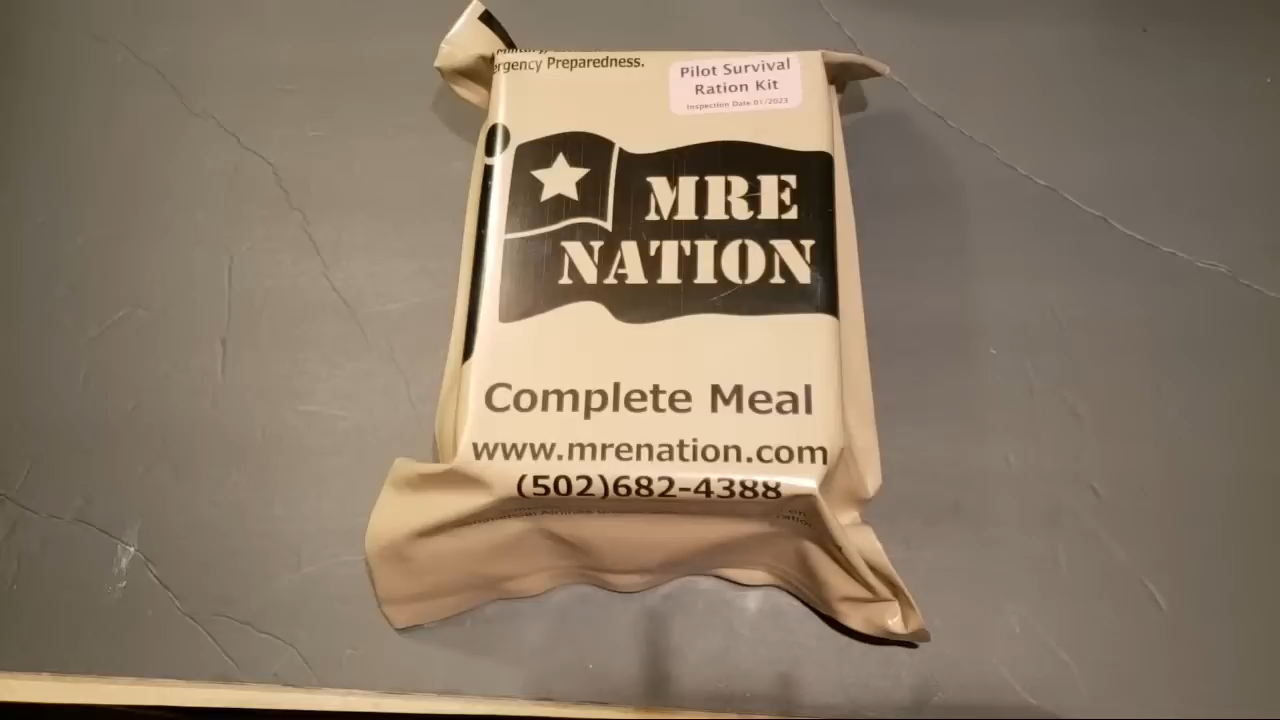 ergency Preparedness.
Pilot Survival
Ration Kit
Inspection Date 01/2023
MRE
NATION
Complete Meal
www.mrenation.com
(502)682-4388